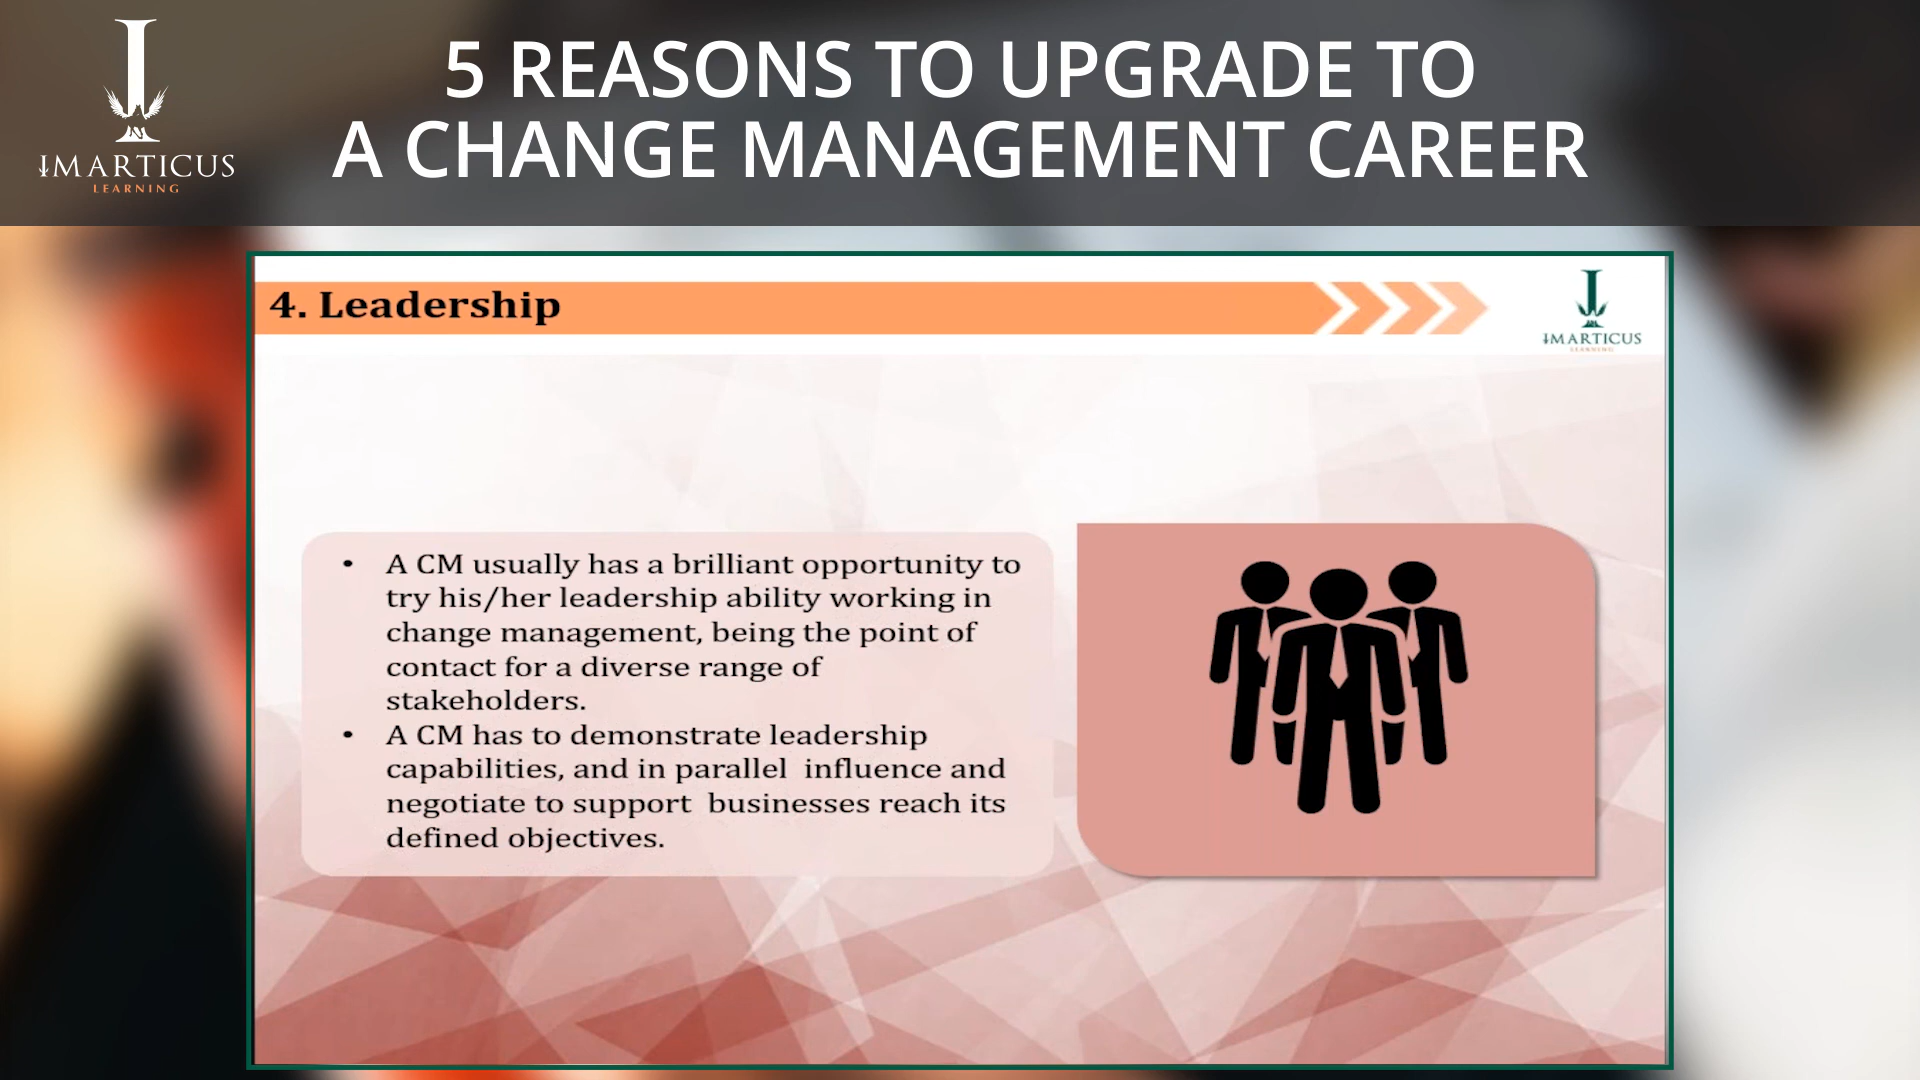 IMARTICUS
LEARNING
5 REASONS TO UPGRADE TO
A CHANGE MANAGEMENT CAREER
4. Leadership
IMARTICUS
LEARNING
• A CM usually has a brilliant opportunity to
try his/her leadership ability working in
change management, being the point of
contact for a diverse range of
stakeholders.
• A CM has to demonstrate leadership
capabilities, and in parallel  influence and
negotiate to support  businesses reach its
defined objectives.